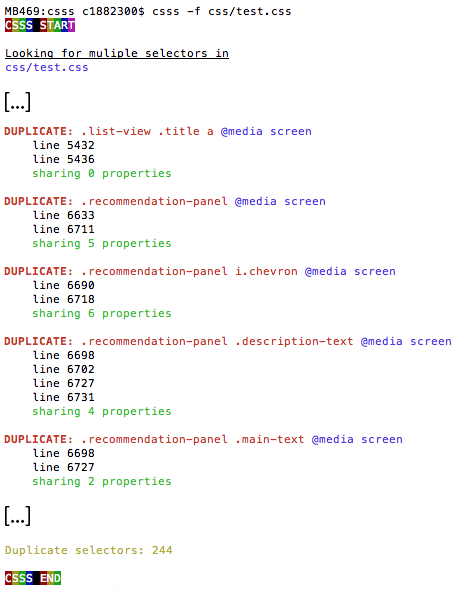 MB469:csss c1882300$ csss -f css/test.css
CSSS START
Looking for muliple selectors in
css/test.css
[...]
DUPLICATE: .list-view .title a @media screen
line 5432
line 5436
sharing 0 properties
DUPLICATE: .recommendation-panel @media screen
line 6633
line 6711
sharing 5 properties
DUPLICATE: .recommendation-panel i.chevron @media screen
line 6690
line 6718
sharing 6 properties
DUPLICATE: .recommendation-panel .description-text @media screen
line 6698
line 6702
line 6727
line 6731
sharing 4 properties
DUPLICATE: .recommendation-panel .main-text @media screen
line 6698
line 6727
sharing 2 properties
[...]
Duplicate selectors: 244
CSSS END